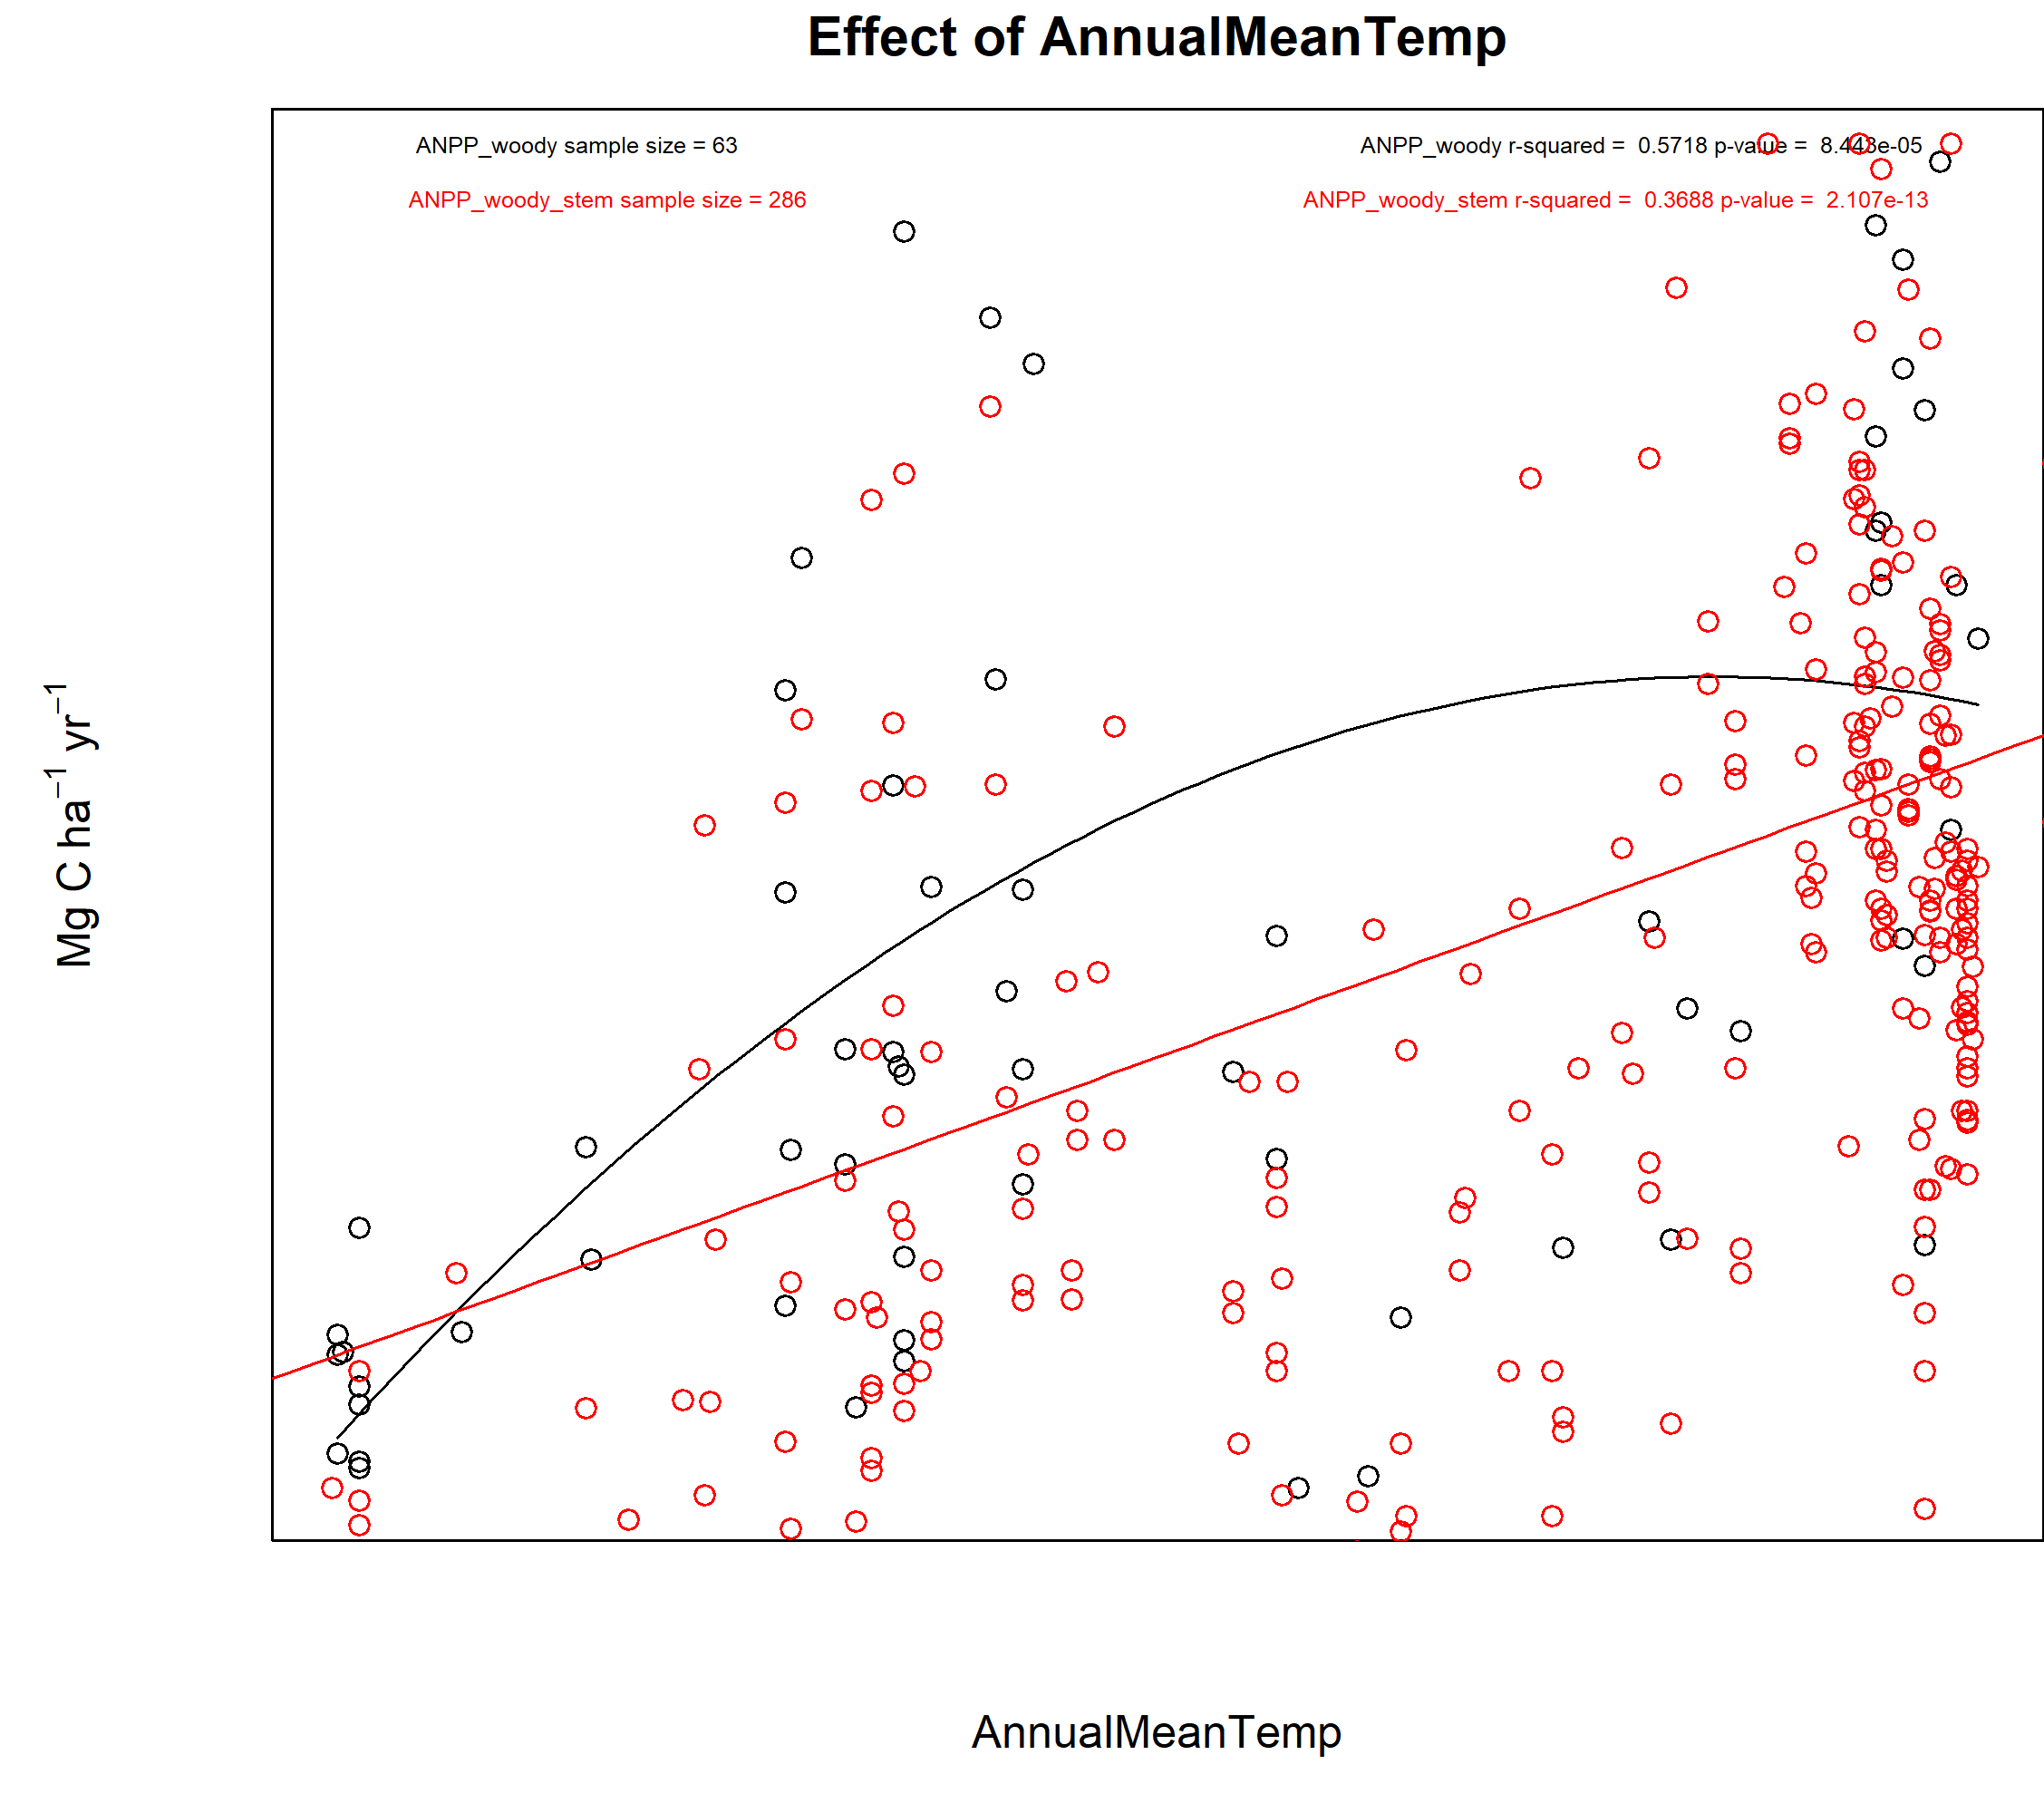 Effect of AnnualMeanTemp
ANPP_woody sample size = 63
ANPP_woody r-squared =  0.5718 p-value =  8.443e-05
ANPP_woody_stem sample size = 286
ANPP_woody_stem r-squared =  0.3688 p-value =  2.107e-13
Mg C ha⁻¹ yr⁻¹
AnnualMeanTemp